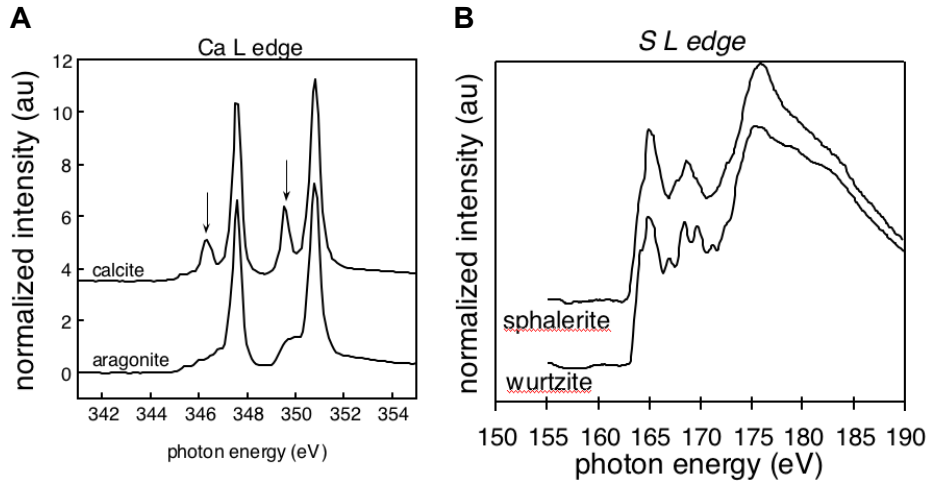 A
Ca L edge
12
10
8
6
4
2
0
normalized intensity (au)
calcite
aragonite
342 344 346 348 350 352 354
photon energy (eV)
B
S L edge
normalized intensity (au)
sphalerite
wurtzite
150 155 160 165 170 175 180 185 190
photon energy (eV)